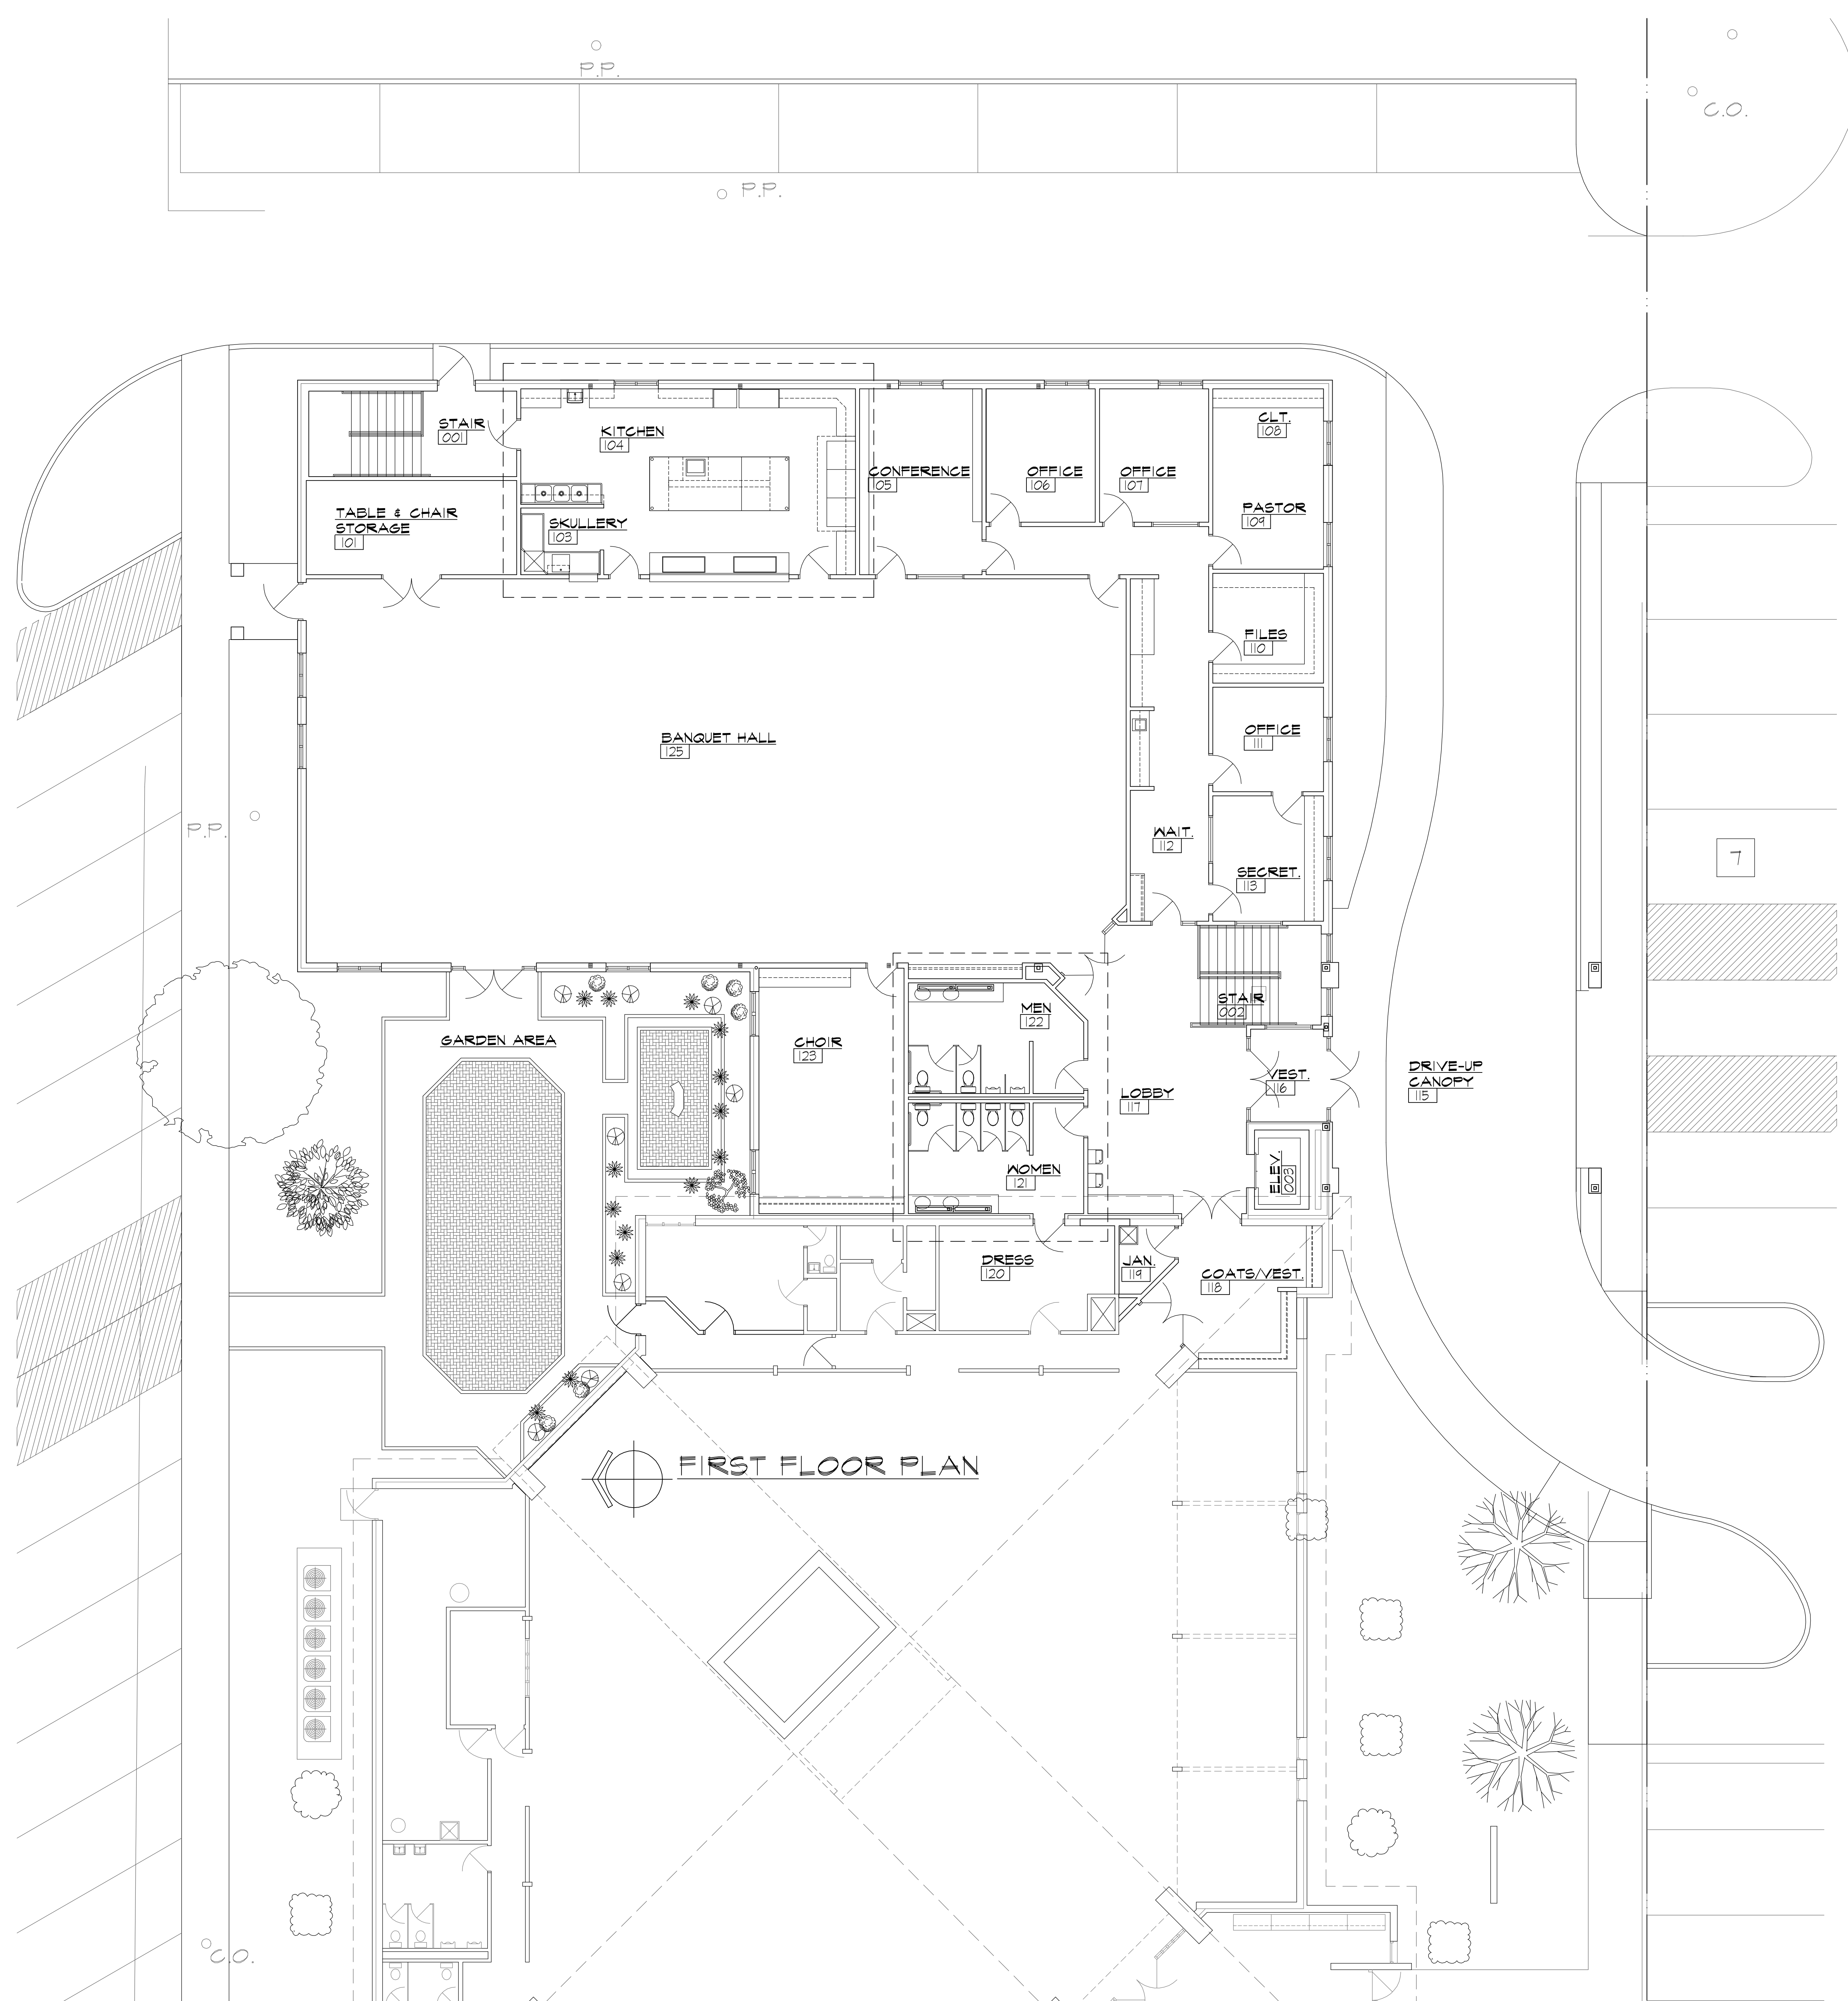 P.P.
C.O.
P.P.
STAIR
001
KITCHEN
104
CLT.
108
CONFERENCE
105
OFFICE
106
OFFICE
107
TABLE & CHAIR
STORAGE
101
SKULLERY
103
PASTOR
109
FILES
110
BANQUET HALL
125
OFFICE
111
P.P.
WAIT.
112
7
SECRET.
113
STAIR
002
MEN
122
GARDEN AREA
CHOIR
123
VEST.
116
DRIVE-UP
CANOPY
115
LOBBY
117
WOMEN
121
ELEV.
003
DRESS
120
JAN.
119
COATS/VEST.
118
FIRST FLOOR PLAN
C.O.